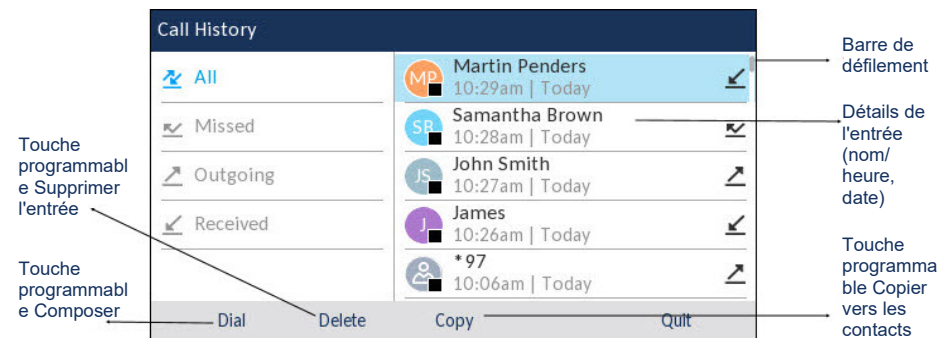 Call History
All
Missed
Outgoing
Received
MP
Martin Penders
10:29am | Today
SB
Samantha Brown
10:28am | Today
JS
John Smith
10:27am | Today
J
James
10:26am | Today
*97
10:06am | Today
Dial Delete Copy Quit
Touche
programmabl
e Supprimer
l'entrée
Touche
programmabl
e Composer
Barre de
défilement
Détails de
l'entrée
(nom/
heure,
date)
Touche
programma
ble Copier
vers les
contacts